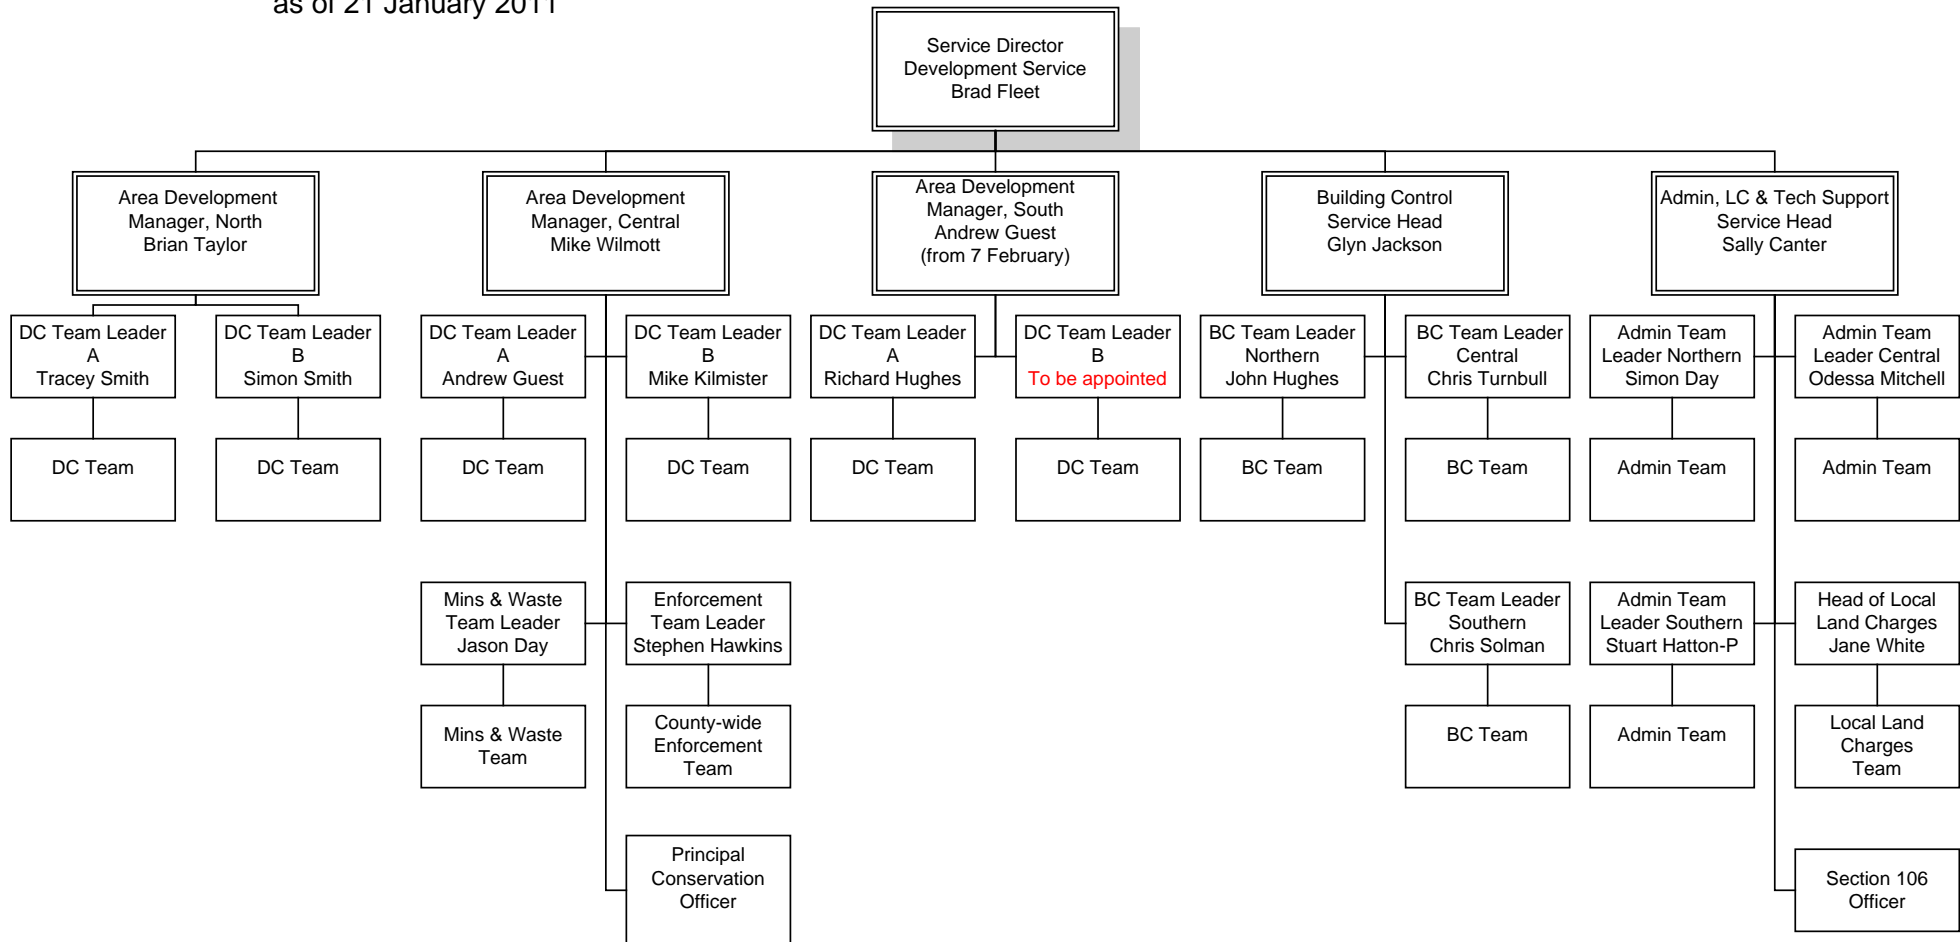 as of 21 January 2011
Service Director
Development Service
Brad Fleet
Area Development
Manager, North
Brian Taylor
Area Development
Manager, Central
Mike Wilmott
Area Development
Manager, South
Andrew Guest
(from 7 February)
Building Control
Service Head
Glyn Jackson
Admin, LC & Tech Support
Service Head
Sally Canter
DC Team Leader
A
Tracey Smith
DC Team Leader
B
Simon Smith
DC Team Leader
A
Andrew Guest
DC Team Leader
B
Mike Kilmister
DC Team Leader
A
Richard Hughes
DC Team Leader
B
To be appointed
BC Team Leader
Northern
John Hughes
BC Team Leader
Central
Chris Turnbull
Admin Team
Leader Northern
Simon Day
Admin Team
Leader Central
Odessa Mitchell
DC Team
DC Team
DC Team
DC Team
DC Team
DC Team
BC Team
BC Team
Admin Team
Admin Team
Mins & Waste
Team Leader
Jason Day
Enforcement
Team Leader
Stephen Hawkins
BC Team Leader
Southern
Chris Solman
Admin Team
Leader Southern
Stuart Hatton-P
Head of Local
Land Charges
Jane White
Mins & Waste
Team
County-wide
Enforcement
Team
BC Team
Admin Team
Local Land
Charges
Team
Principal
Conservation
Officer
Section 106
Officer